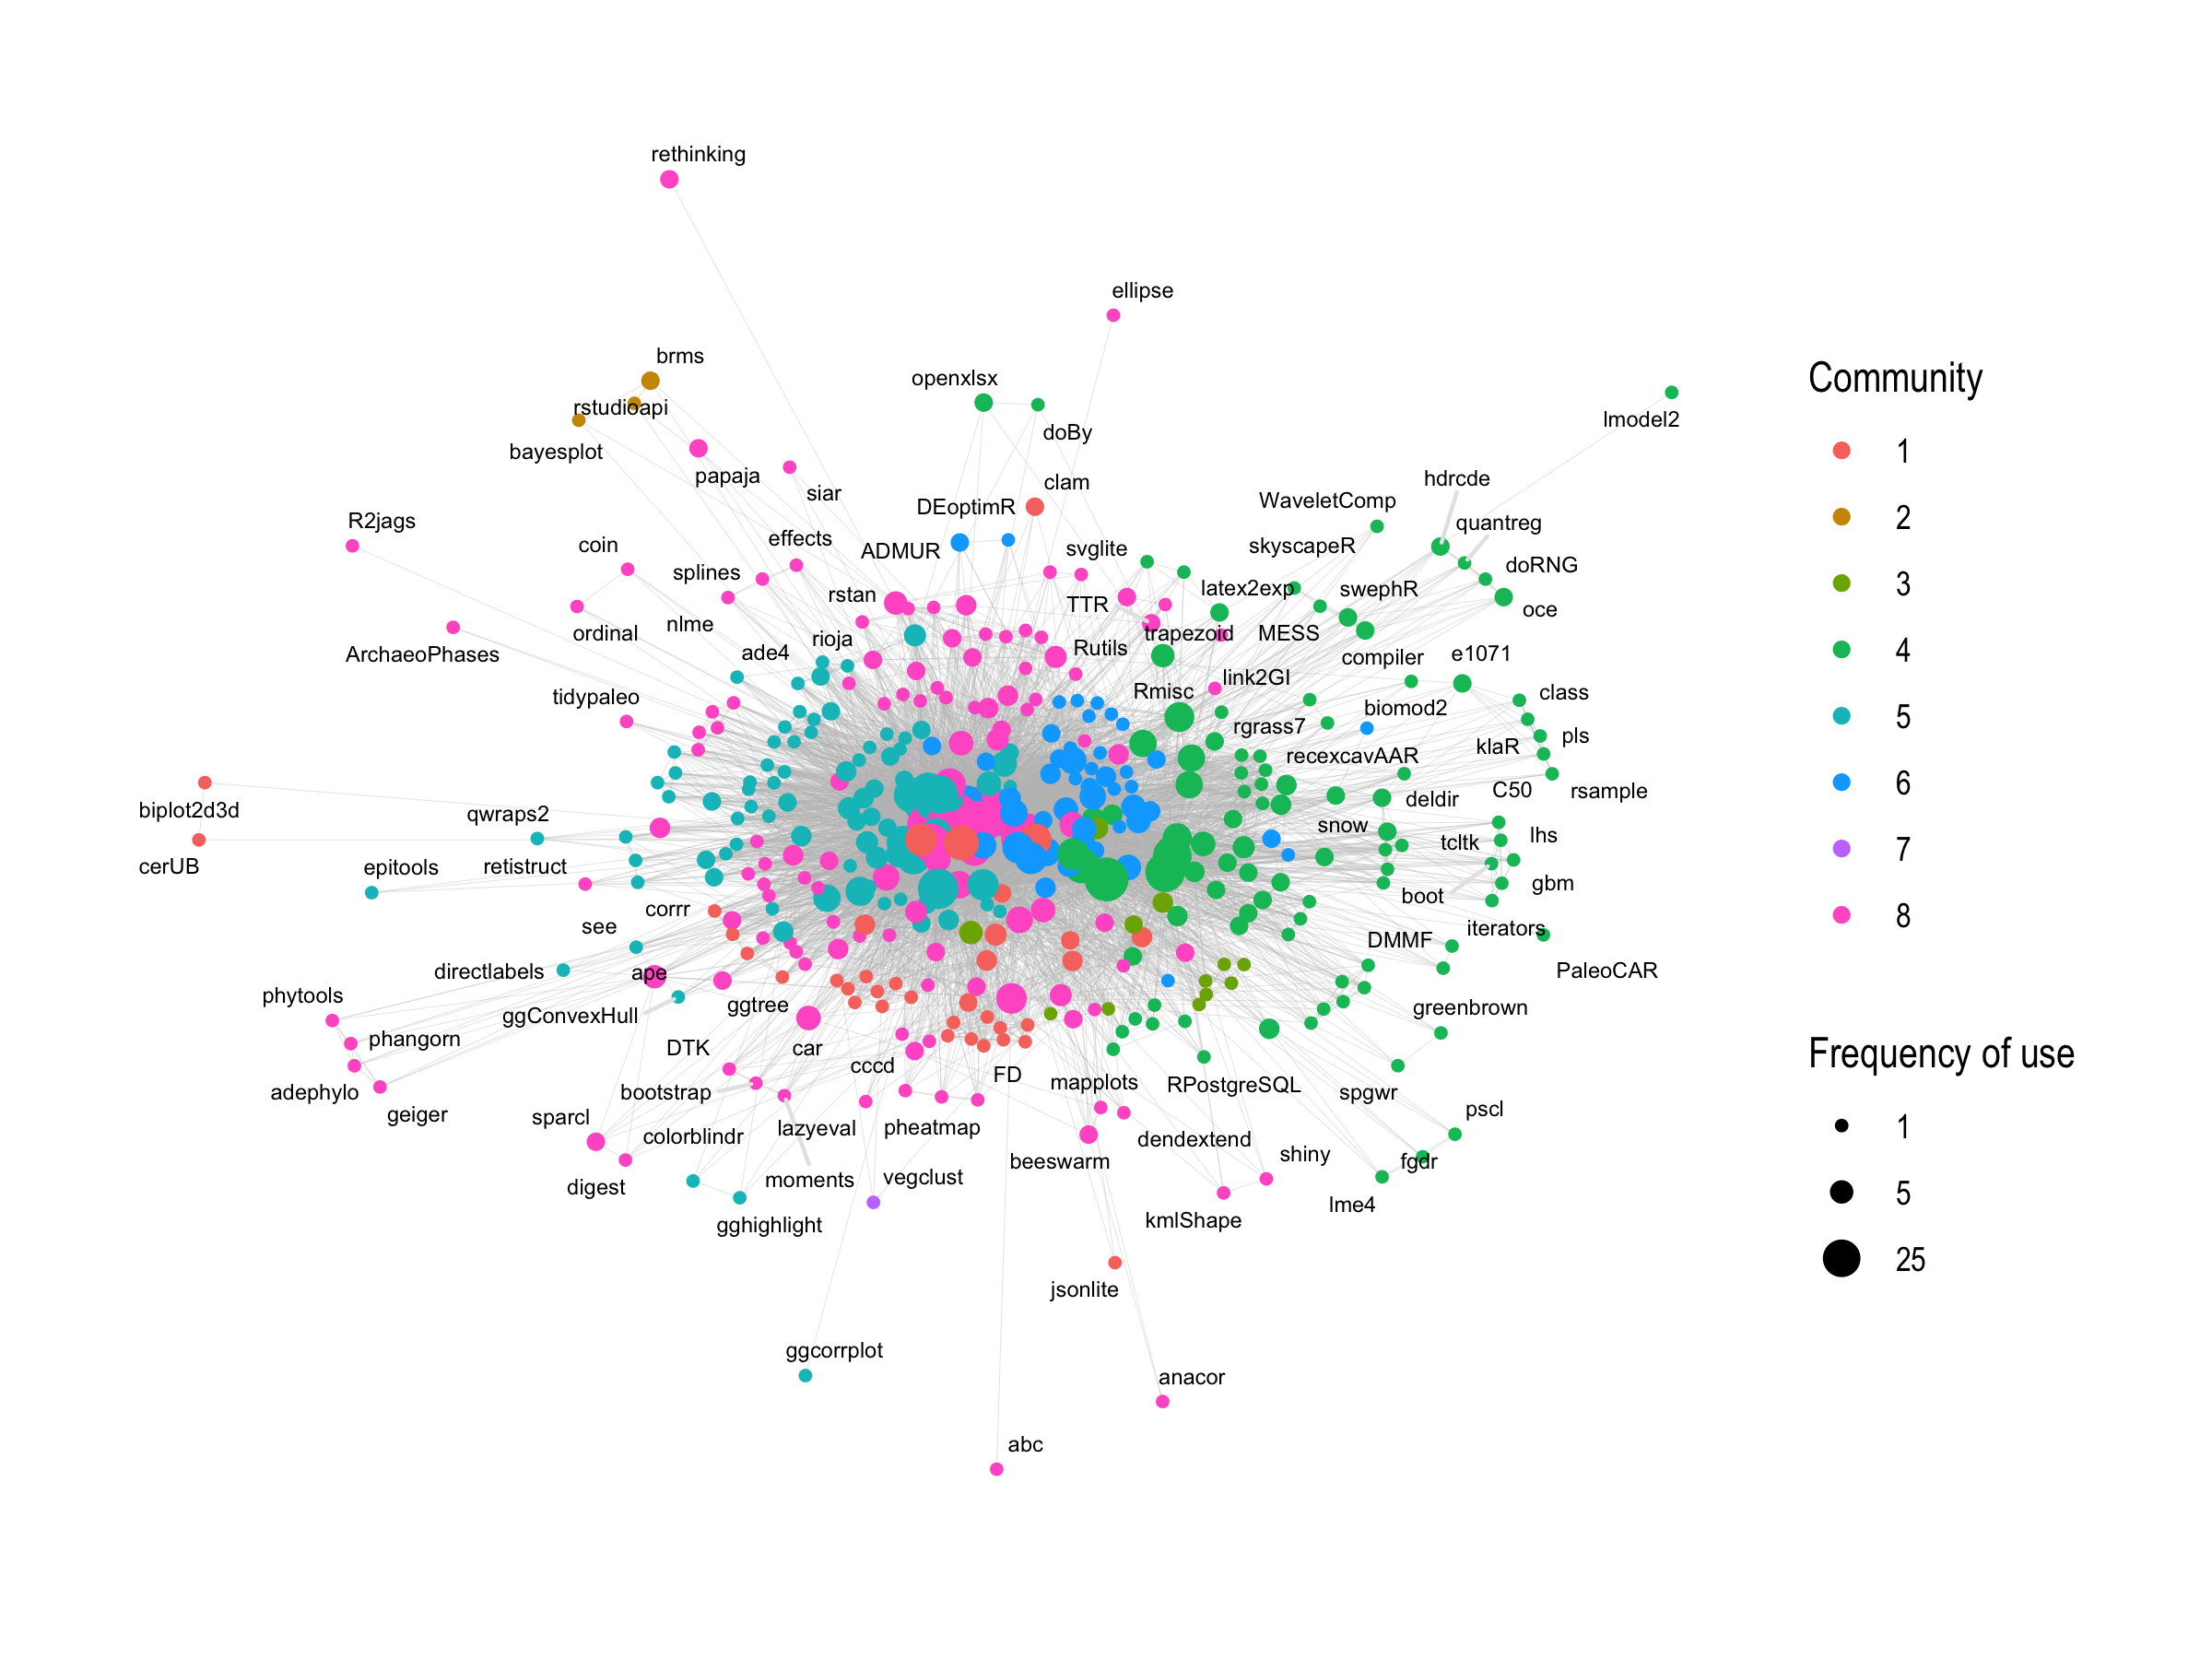 rethinking
ellipse
brms
openxlsx
rstudioapi
lmodel2
doBy
bayesplot
papaja
siar
clam
hdrcde
WaveletComp
DEoptimR
quantreg
R2jags
effects
coin
ADMUR
svglite
skyscapeR
doRNG
splines
rstan
latex2exp
swephR
TTR
oce
nlme
ordinal
trapezoid
MESS
rioja
ade4
Rutils
compiler
e1071
ArchaeoPhases
link2GI
tidypaleo
Rmisc
class
biomod2
rgrass7
pls
klaR
recexcavAAR
biplot2d3d
qwraps2
C50
rsample
deldir
snow
lhs
tcltk
cerUB
epitools
retistruct
gbm
boot
corrr
see
iterators
DMMF
directlabels
ape
PaleoCAR
phytools
ggtree
ggConvexHull
greenbrown
phangorn
DTK
car
cccd
FD
mapplots
RPostgreSQL
adephylo
bootstrap
spgwr
geiger
sparcl
colorblindr
lazyeval
pheatmap
dendextend
pscl
beeswarm
shiny
fgdr
digest
moments
vegclust
lme4
gghighlight
kmlShape
jsonlite
ggcorrplot
anacor
abc
Community
1
2
3
4
5
6
7
8
Frequency of use
1
5
25